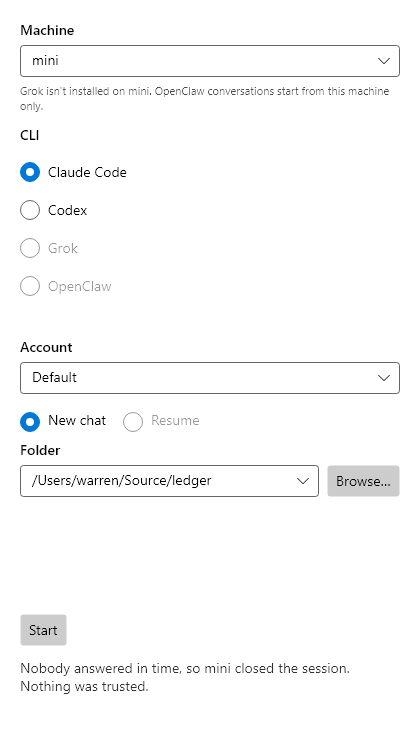 Machine
mini
Grok isn't installed on mini. OpenClaw conversations start from this machine
only.
CLI
Claude Code
Codex
Grok
OpenClaw
Account
Default
New chat
Resume
Folder
/Users/warren/Source/ledger
Browse...
Start
Nobody answered in time, so mini closed the session.
Nothing was trusted.